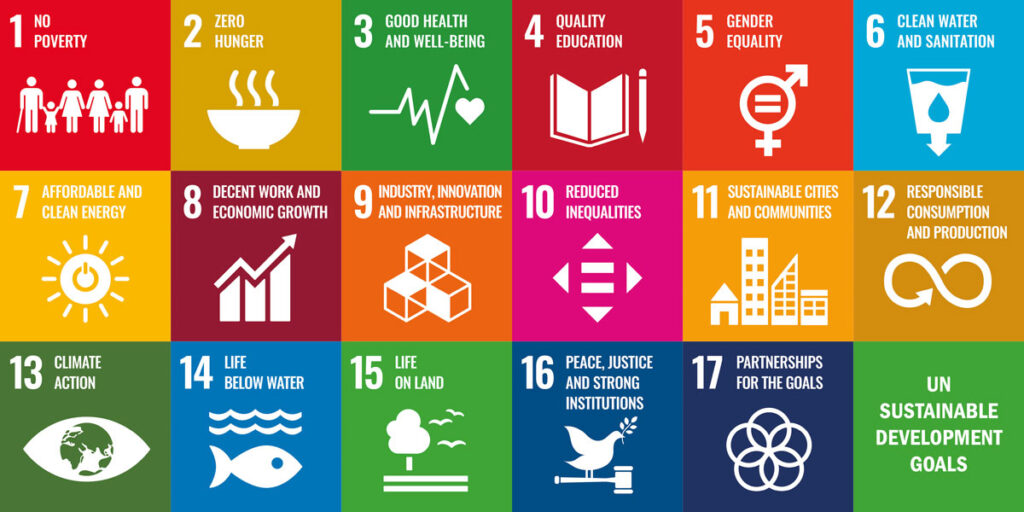 1 NO
POVERTY
2 ZERO
HUNGER
3 GOOD HEALTH
AND WELL-BEING
4 QUALITY
EDUCATION
5 GENDER
EQUALITY
6 CLEAN WATER
AND SANITATION
7 AFFORDABLE AND
CLEAN ENERGY
8 DECENT WORK AND
ECONOMIC GROWTH
9 INDUSTRY, INNOVATION
AND INFRASTRUCTURE
10 REDUCED
INEQUALITIES
11 SUSTAINABLE CITIES
AND COMMUNITIES
12 RESPONSIBLE
CONSUMPTION
AND PRODUCTION
13 CLIMATE
ACTION
14 LIFE
BELOW WATER
15 LIFE
ON LAND
16 PEACE, JUSTICE
AND STRONG
INSTITUTIONS
17 PARTNERSHIPS
FOR THE GOALS
UN
SUSTAINABLE
DEVELOPMENT
GOALS